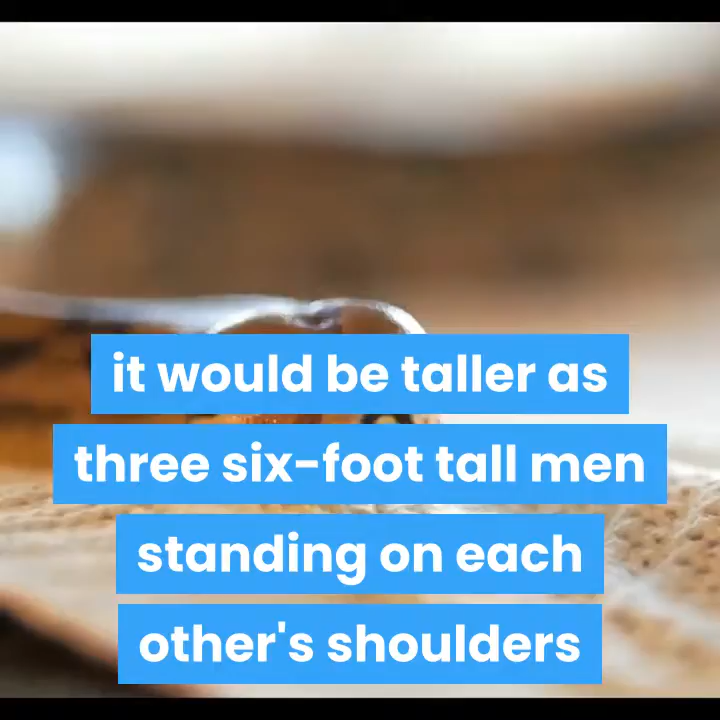 it would be taller as
three six-foot tall men
standing on each
other's shoulders